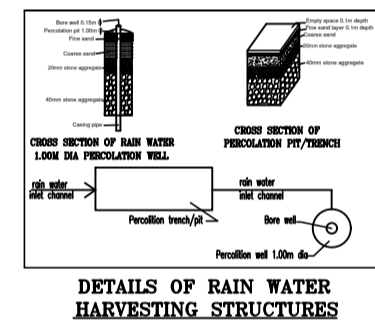 Bore well 0.15m
Percolation pit 1.00m
Fine sand
Coarse sand
20mm stone aggregate
40mm stone aggregate
Casing pipe
CROSS SECTION OF RAIN WATER
1.00M DIA PERCOLATION WELL
Empty space 0.1m depth
Fine sand layer 0.1m depth
Coarse sand
20mm stone aggregate
40mm stone aggregate
CROSS SECTION OF
PERCOLATION PIT/TRENCH
rain water
inlet channel
rain water
inlet channel
Percolition trench/pit
Bore well
Percolition well 1.00m dia
DETAILS OF RAIN WATER
HARVESTING STRUCTURES